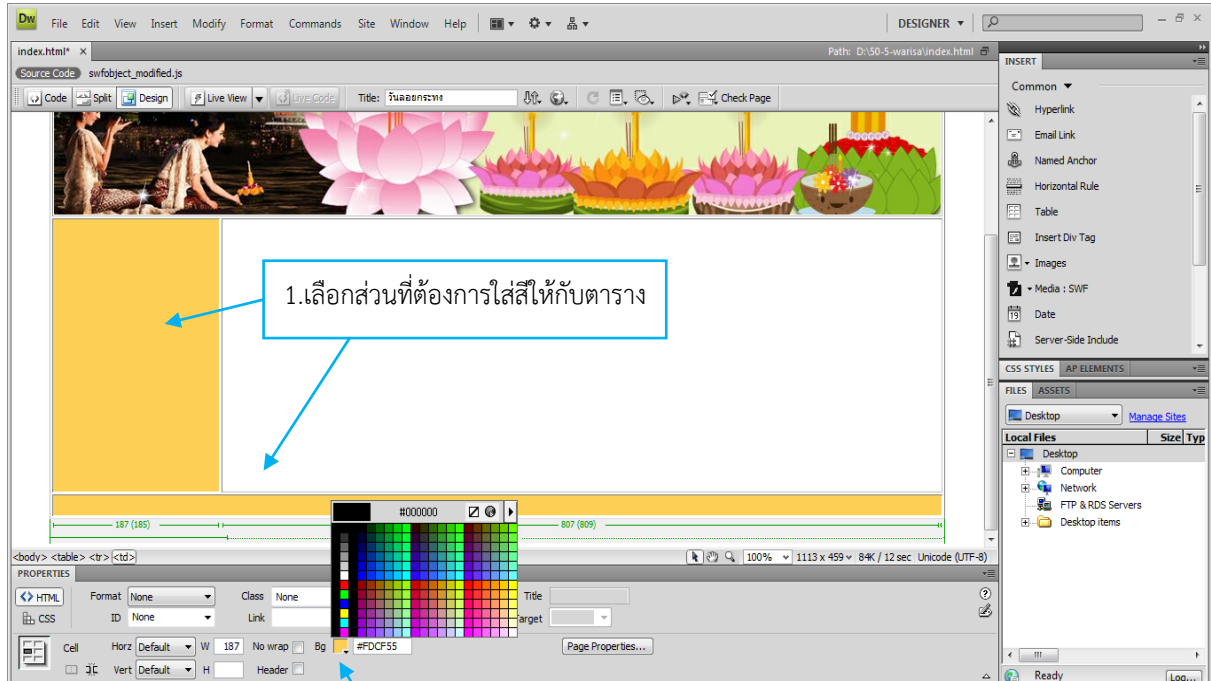 Dw File Edit View Insert Modify Format Commands Site Window Help DESIGNER
index.html* × Path: D:\50-5-warisa\index.html
Source Code swfobject_modified.js
Code Split Design Live View Live Code Title: วันลอยกระทง Check Page
1.เลือกส่วนที่ต้องการใส่สีให้กับตาราง
#000000
187 (185) 807 (809)
<body> <table> <tr> <td> 100% 1113 x 459 84K / 12 sec Unicode (UTF-8)
PROPERTIES
<> HTML Format None Class None Title
CSS ID None Link Target
Cell Horz Default W 187 No wrap Bg #FDCF55 Page Properties...
Vert Default H Header
INSERT
Common
Hyperlink
Email Link
Named Anchor
Horizontal Rule
Table
Insert Div Tag
Images
Media : SWF
19 Date
Server-Side Include
CSS STYLES AP ELEMENTS
FILES ASSETS
Desktop Manage Sites
Local Files Size Typ
Desktop
Computer
Network
FTP & RDS Servers
Desktop items
Ready Log...